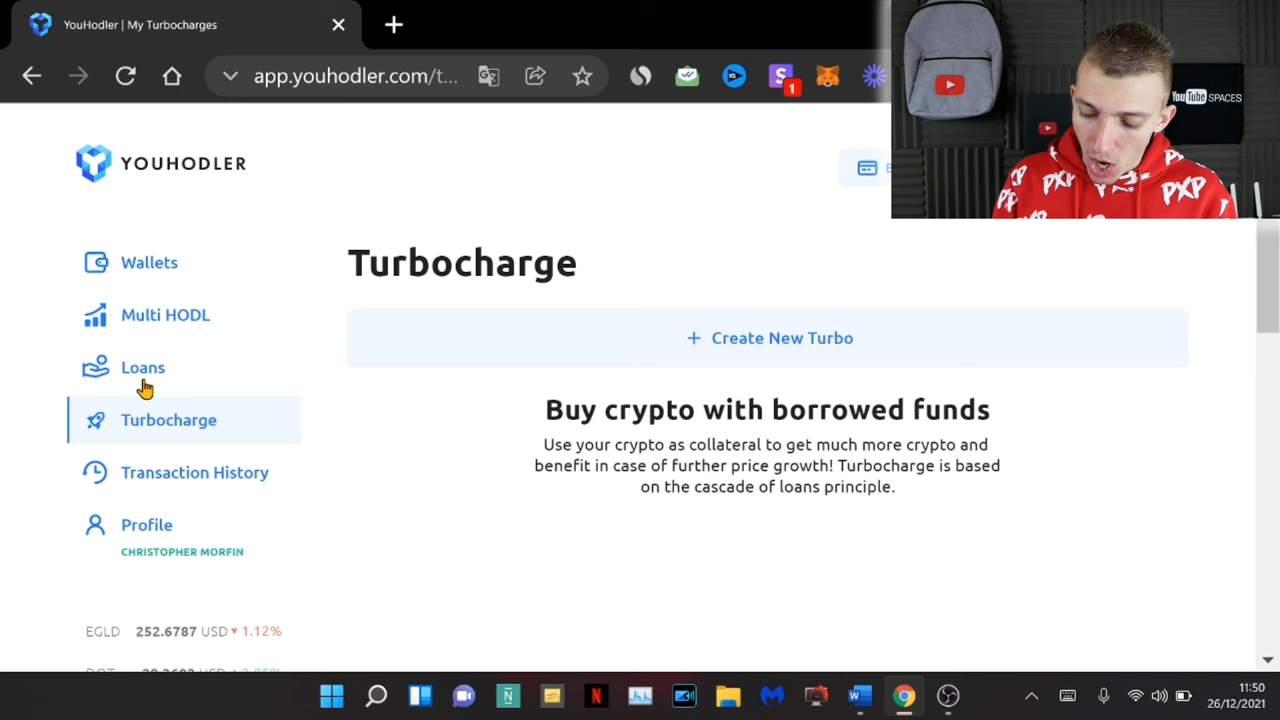 YouHodler | My Turbocharges
app.youhodler.com/t...
S
1
YouTube SPACES
PXP
PXP
PXP
YOUHODLER
Wallets
Multi HODL
Loans
Turbocharge
Transaction History
Profile
CHRISTOPHER MORFIN
EGLD 252.6787 USD ▾ 1.12%
Turbocharge
+ Create New Turbo
Buy crypto with borrowed funds
Use your crypto as collateral to get much more crypto and
benefit in case of further price growth! Turbocharge is based
on the cascade of loans principle.
11:50
26/12/2021